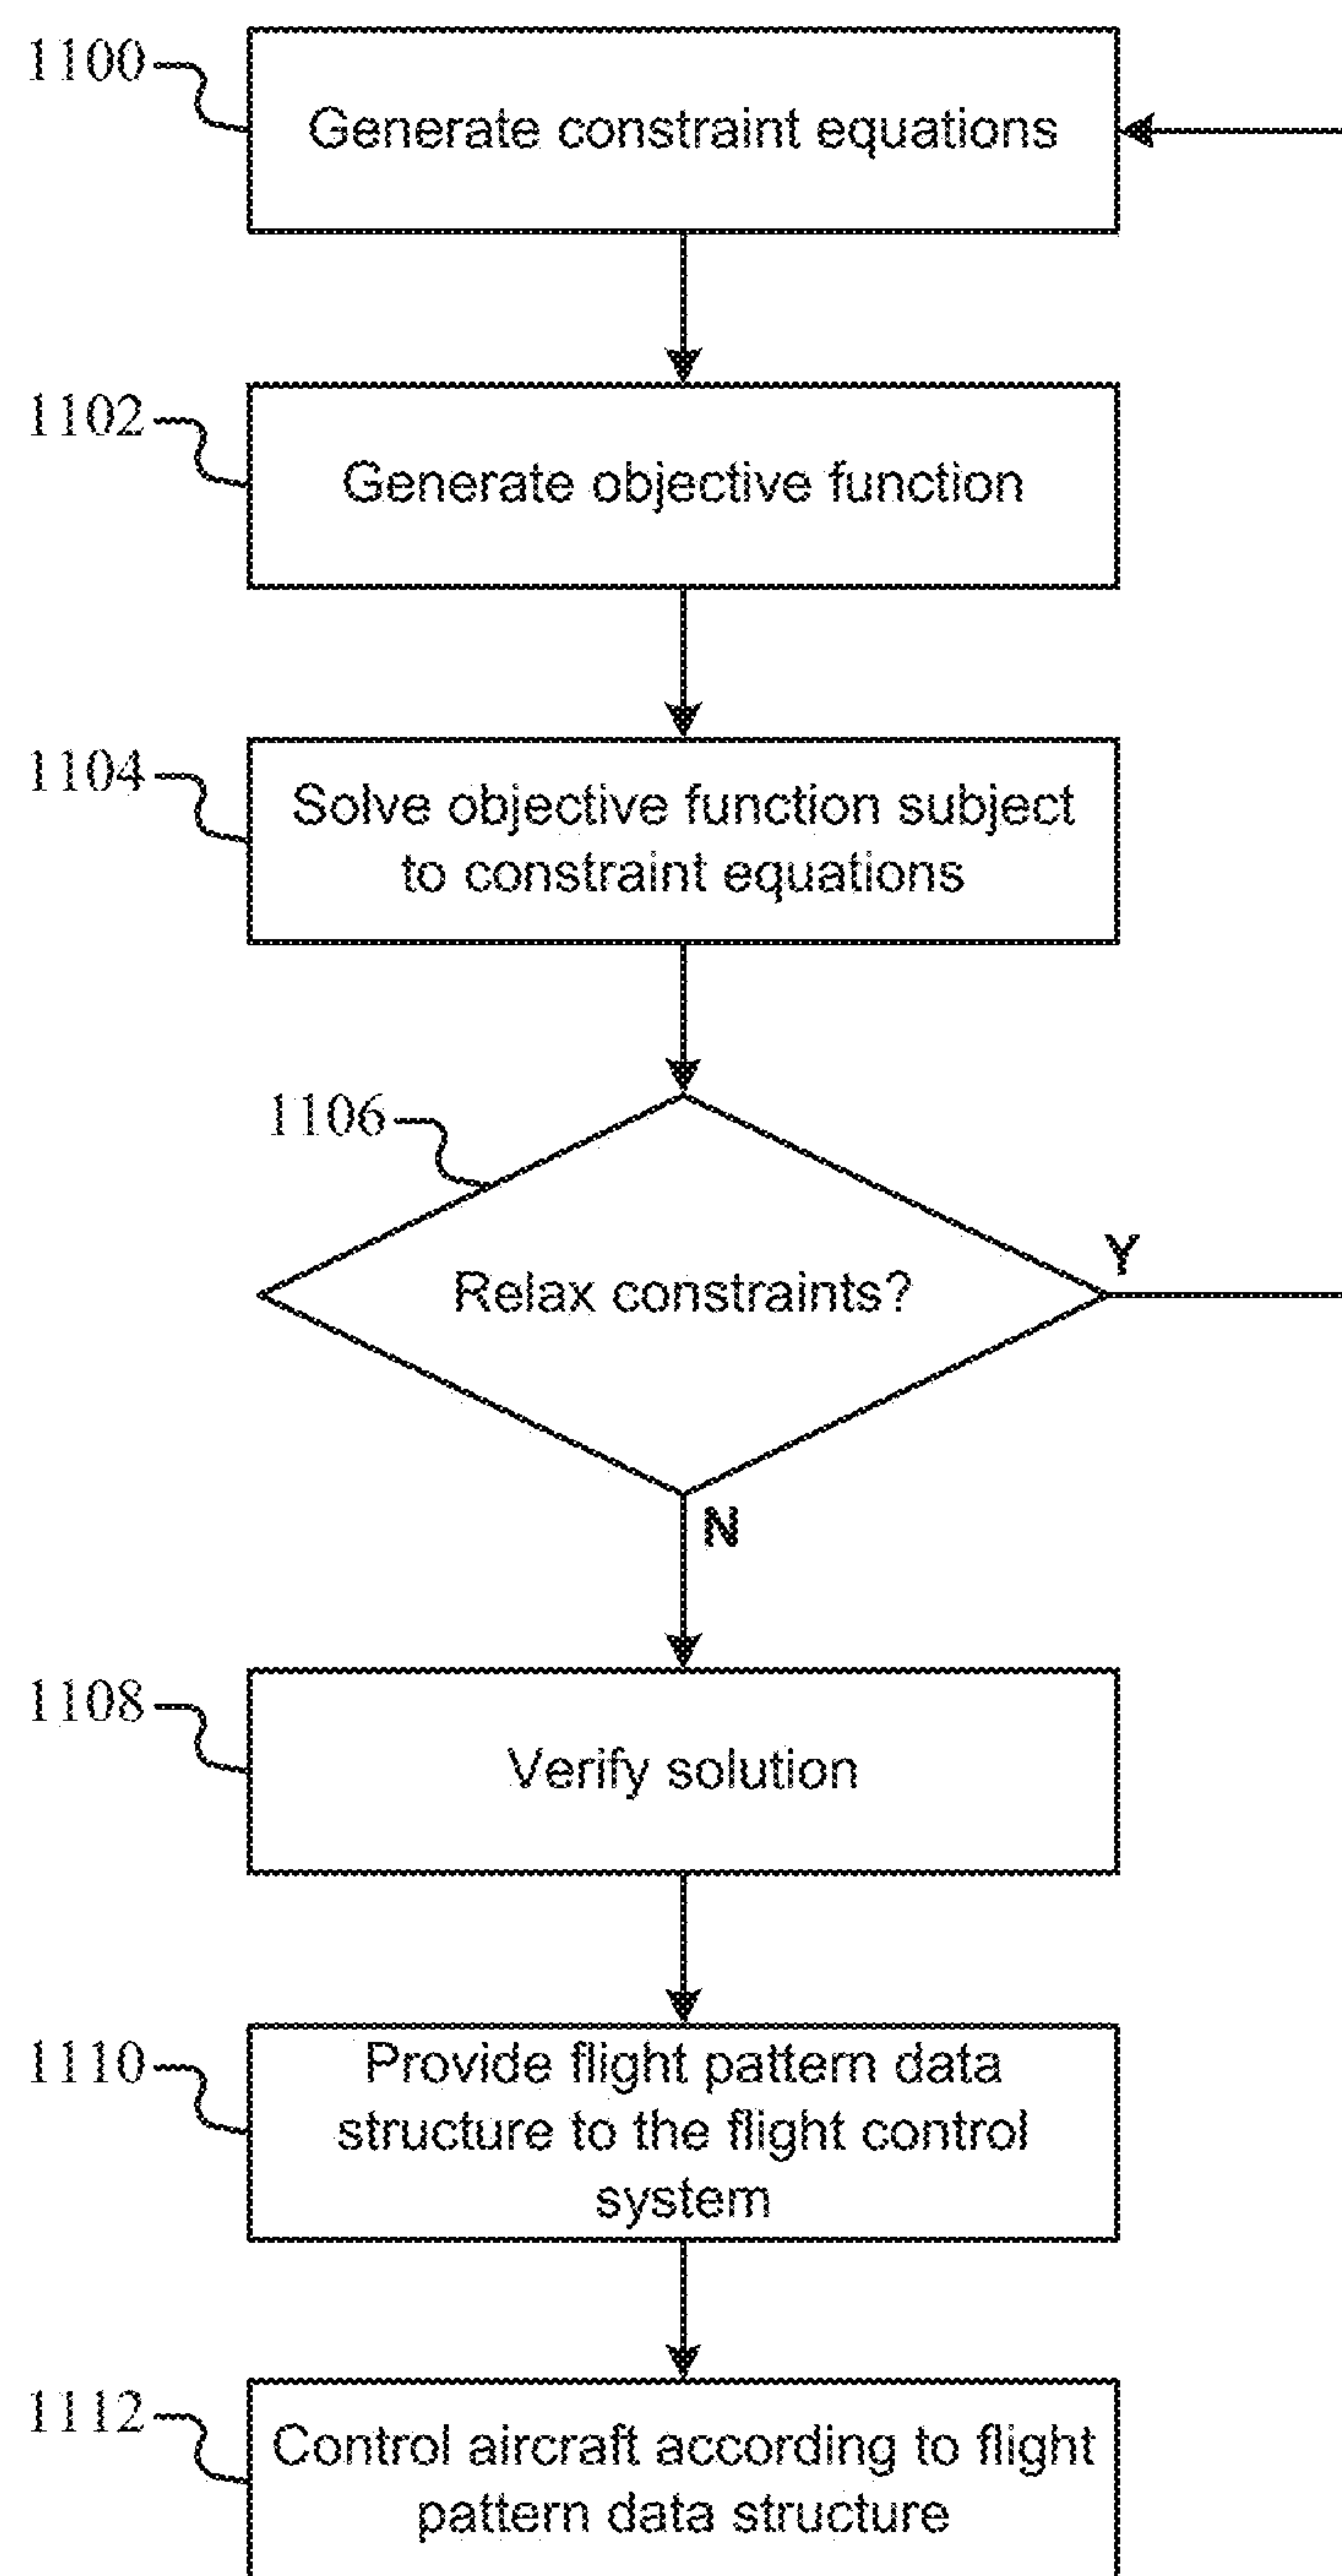 1100
Generate constraint equations
1102
Generate objective function
1104
Solve objective function subject
to constraint equations
1106
Relax constraints?
Y
N
1108
Verify solution
1110
Provide flight pattern data
structure to the flight control
system
1112
Control aircraft according to flight
pattern data structure